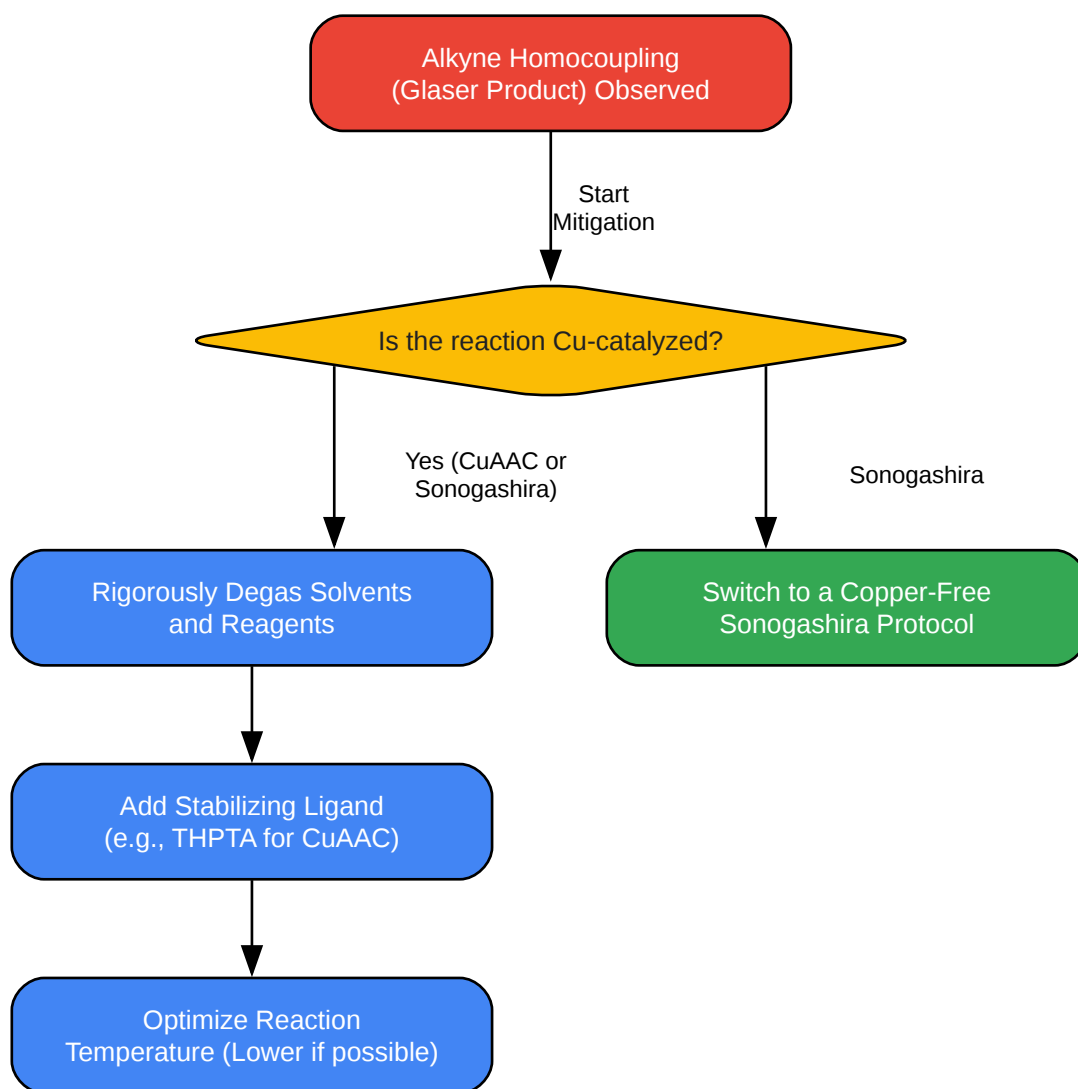 Alkyne Homocoupling
(Glaser Product) Observed
Start
Mitigation
Is the reaction Cu-catalyzed?
Yes (CuAAC or
Sonogashira)
Sonogashira
Rigorously Degas Solvents
and Reagents
Switch to a Copper-Free
Sonogashira Protocol
Add Stabilizing Ligand
(e.g., THPTA for CuAAC)
Optimize Reaction
Temperature (Lower if possible)